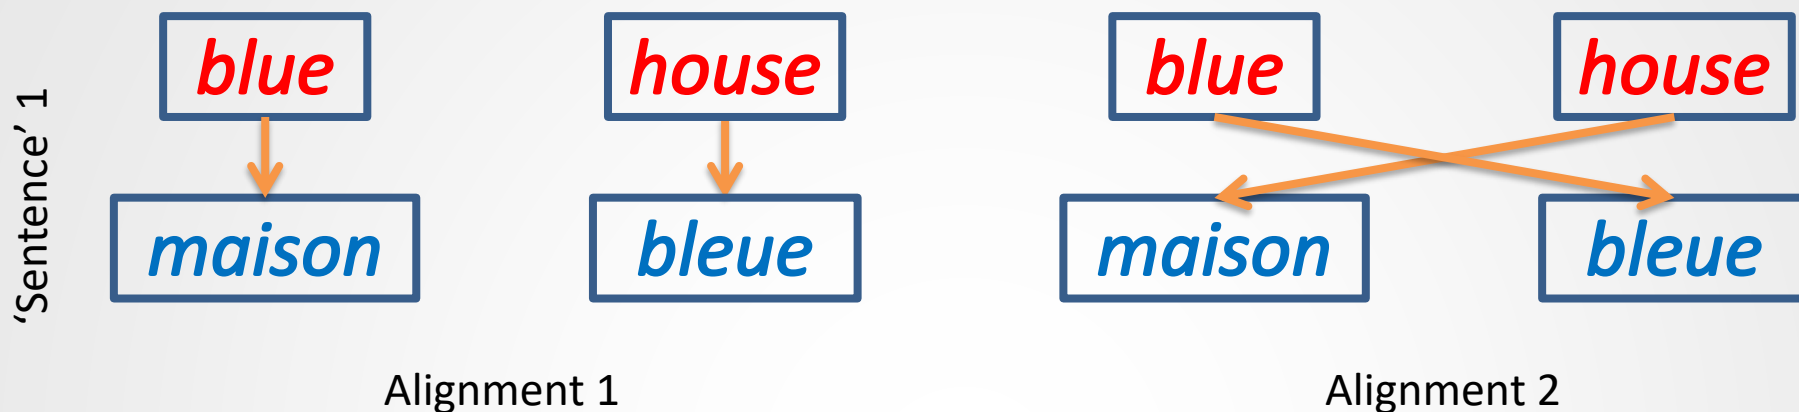 ‘Sentence’ 1
blue house
maison bleue
Alignment 1
blue house
maison bleue
Alignment 2